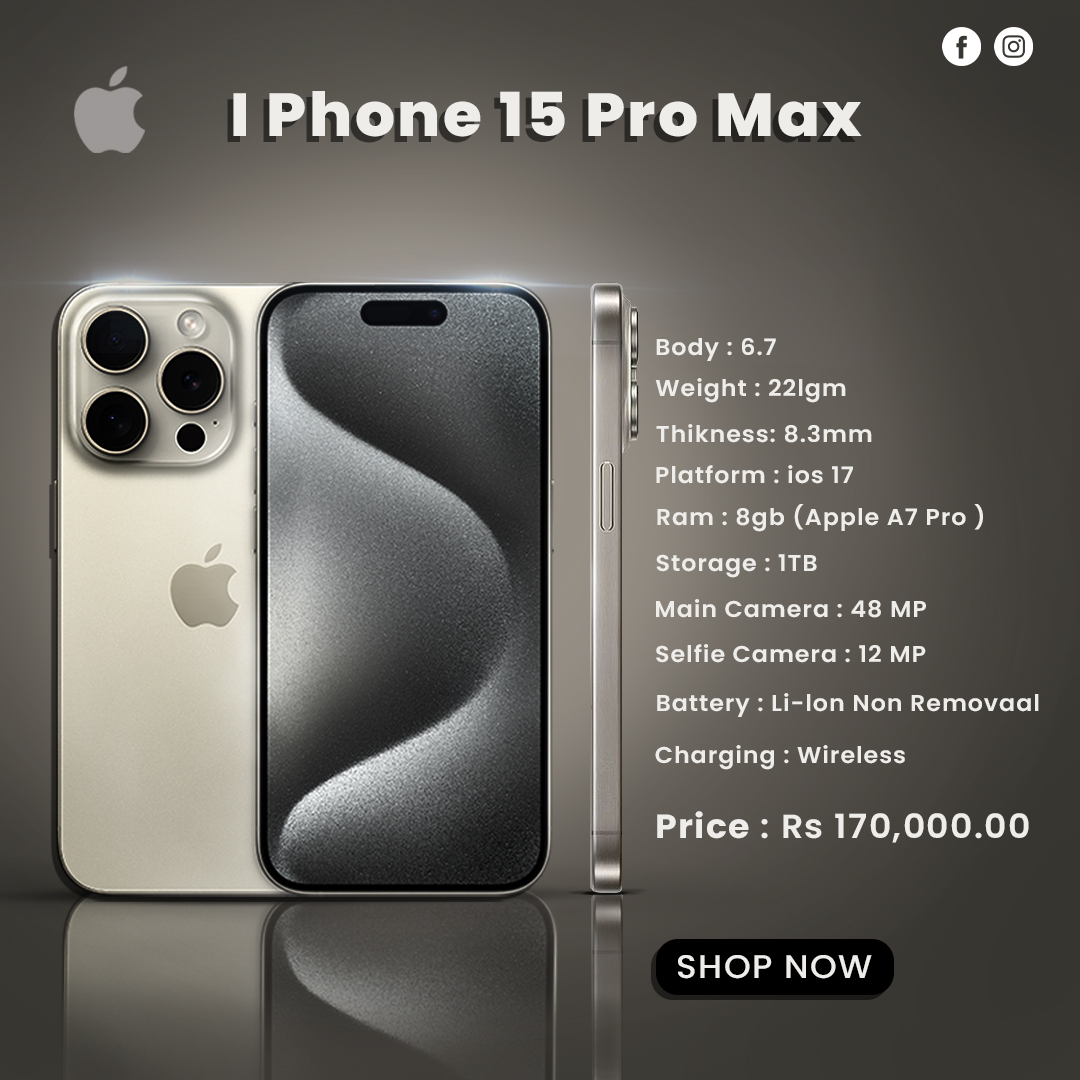 I Phone 15 Pro Max
Body : 6.7
Weight : 22lgm
Thikness: 8.3mm
Platform : ios 17
Ram : 8gb (Apple A7 Pro )
Storage : 1TB
Main Camera : 48 MP
Selfie Camera : 12 MP
Battery : Li-lon Non Removaal
Charging : Wireless
Price : Rs 170,000.00
SHOP NOW